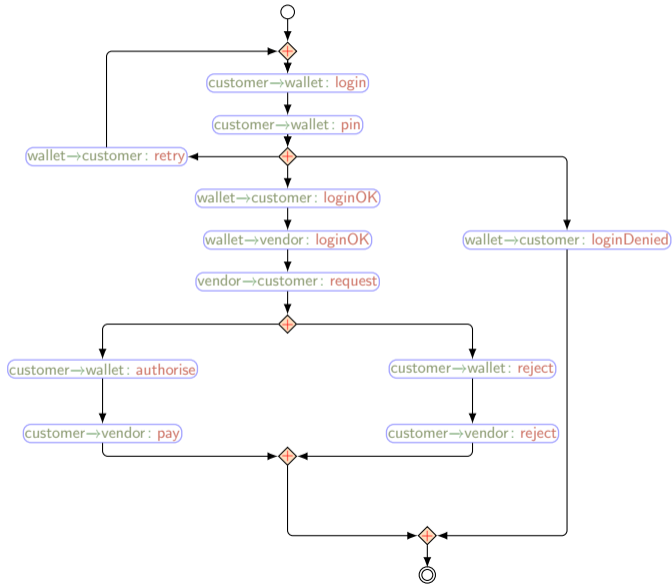 customer→wallet: login
customer→wallet: pin
wallet→customer: retry
wallet→customer: loginOK
wallet→vendor: loginOK
wallet→customer: loginDenied
vendor→customer: request
customer→wallet: authorise
customer→wallet: reject
customer→vendor: pay
customer→vendor: reject